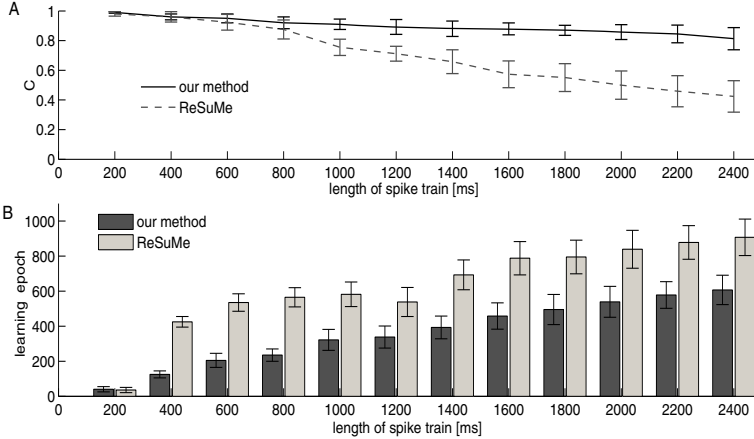 A
1
0.8
0.6
0.4
0.2
0
C
our method
ReSuMe
0 200 400 600 800 1000 1200 1400 1600 1800 2000 2200 2400
length of spike train [ms]
B
1000
800
600
400
200
0
learning epoch
our method
ReSuMe
0 200 400 600 800 1000 1200 1400 1600 1800 2000 2200 2400
length of spike train [ms]